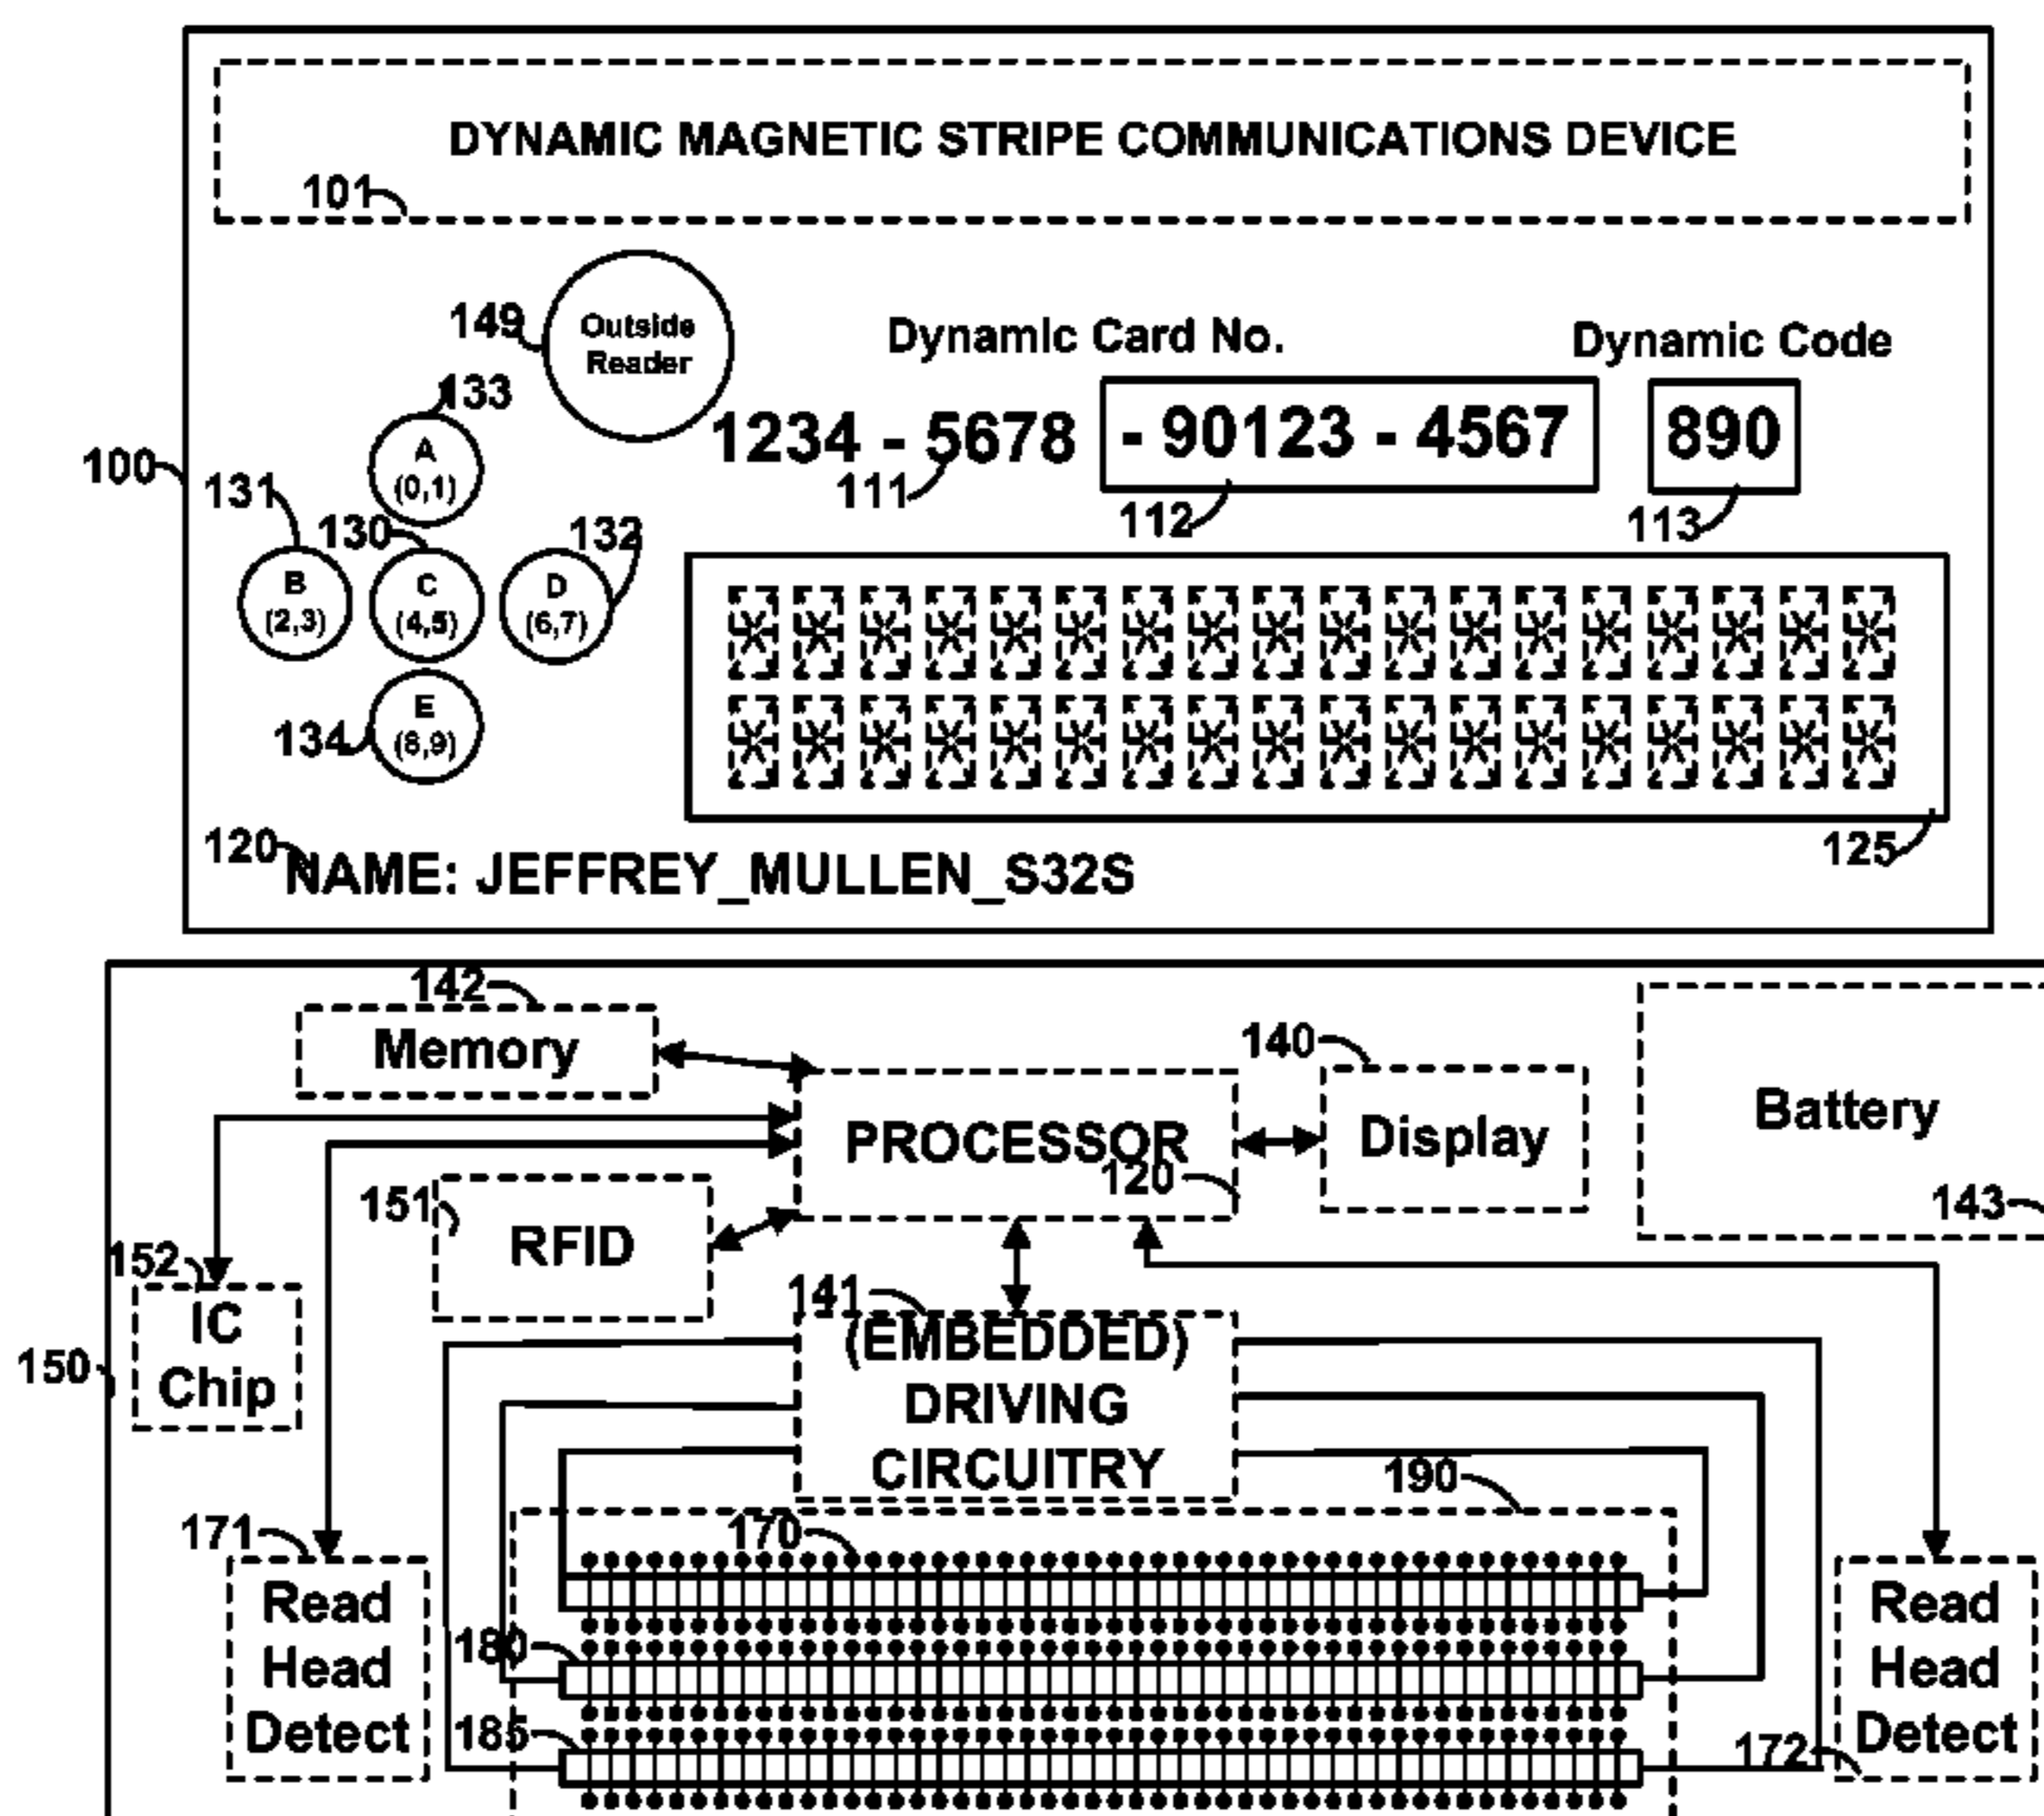 DYNAMIC MAGNETIC STRIPE COMMUNICATIONS DEVICE
101
149
Outside
Reader
Dynamic Card No.
Dynamic Code
133
1234 - 5678
- 90123 - 4567
890
A
(0,1)
100
131
111
112
113
130
132
B
(2,3)
C
(4,5)
D
(6,7)
E
(8,9)
134
120
NAME: JEFFREY_MULLEN_S32S
125
142
Memory
140
PROCESSOR
120
Display
Battery
143
151
RFID
152
IC
Chip
141
(EMBEDDED)
DRIVING
CIRCUITRY
150
190
171
170
Read
Head
Detect
180
185
Read
Head
Detect
172